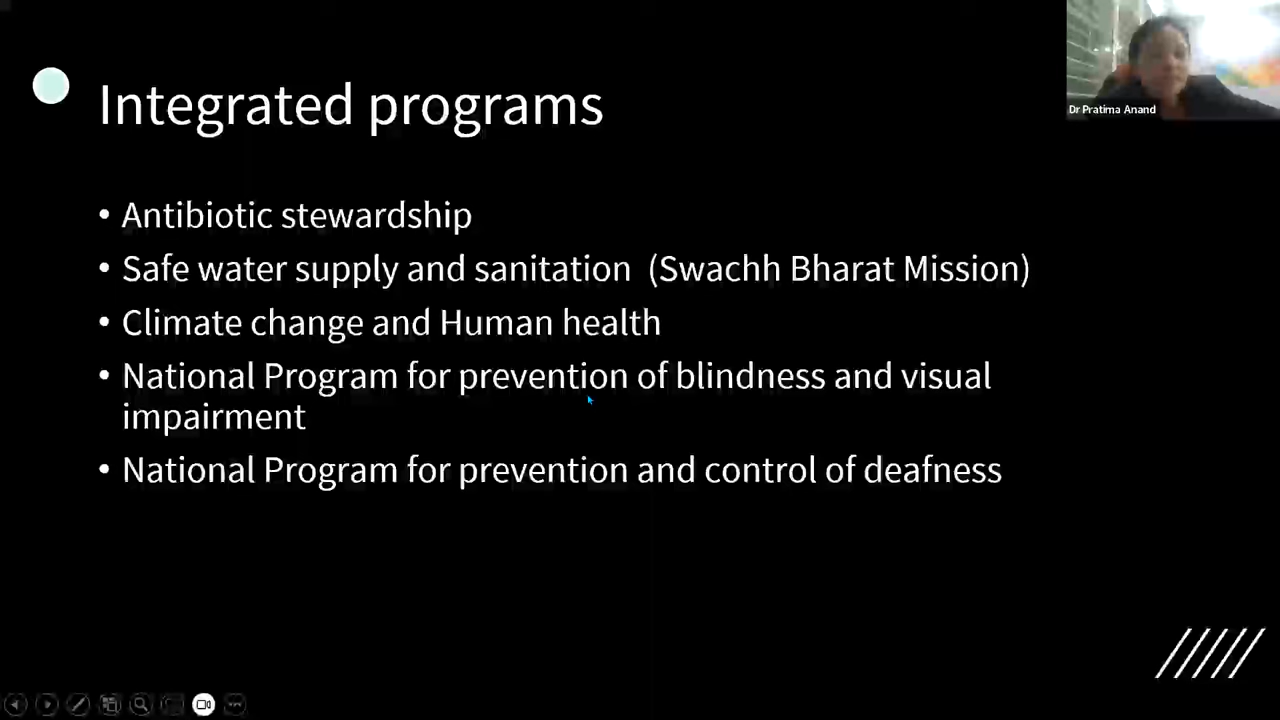 Integrated programs
Dr Pratima Anand
• Antibiotic stewardship
• Safe water supply and sanitation (Swachh Bharat Mission)
• Climate change and Human health
• National Program for prevention of blindness and visual
impairment
• National Program for prevention and control of deafness